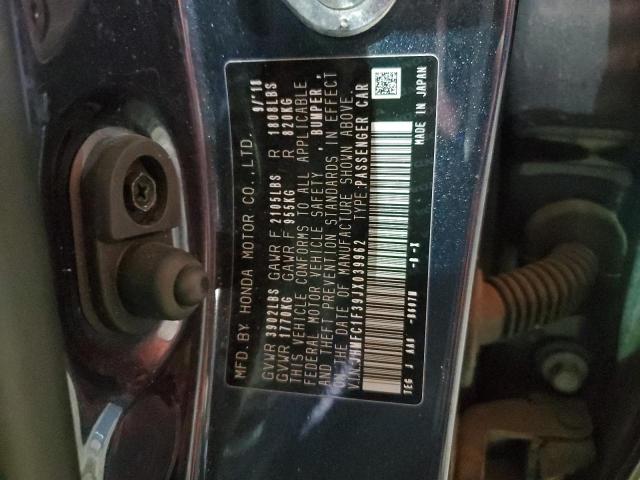 MFD. BY HONDA MOTOR CO., LTD. 9/'18
GVWR 3902LBS GAWR F 2105LBS R 1808LBS
GVWR 1770KG GAWR F 955KG R 820KG
THIS VEHICLE CONFORMS TO ALL APPLICABLE
FEDERAL MOTOR VEHICLE SAFETY , BUMPER ,
AND THEFT PREVENTION STANDARDS IN EFFECT
ON THE DATE OF MANUFACTURE SHOWN ABOVE.
TYPE:PASSENGER CAR
TEG J AA0 -B -X
MADE IN JAPAN